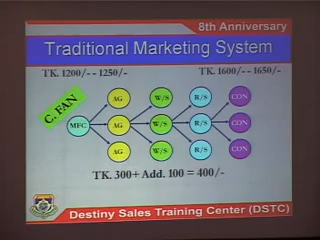 8th Anniversary
Traditional Marketing System
TK. 1200/- - 1250/- TK. 1600/- - 1650/-
C. FAN
AG W/S R/S CON
MFC AG W/S R/S CON
AG W/S R/S CON
TK. 300+ Add. 100 = 400/-
Destiny Sales Training Center (DSTC)